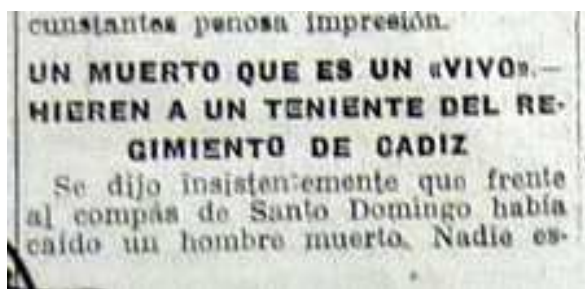 cunstantes penosa impresión.
UN MUERTO QUE ES UN «VIVO».—
HIEREN A UN TENIENTE DEL RE-
GIMIENTO DE CADIZ
Se dijo insistentemente que frente
al compás de Santo Domingo había
caído un hombre muerto. Nadie es-